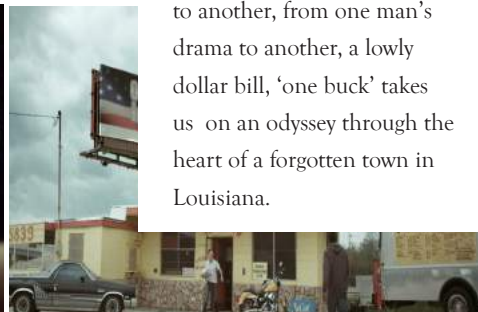 to another, from one man’s
drama to another, a lowly
dollar bill, ‘one buck’ takes
us  on an odyssey through the
heart of a forgotten town in
Louisiana.